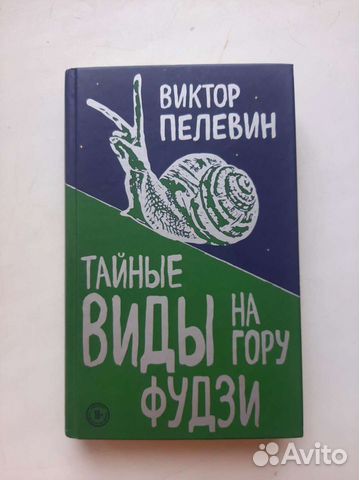 ВИКТОР
ПЕЛЕВИН
ТАЙНЫЕ
ВИДЫ НА
ГОРУ
ФУДЗИ
Avito